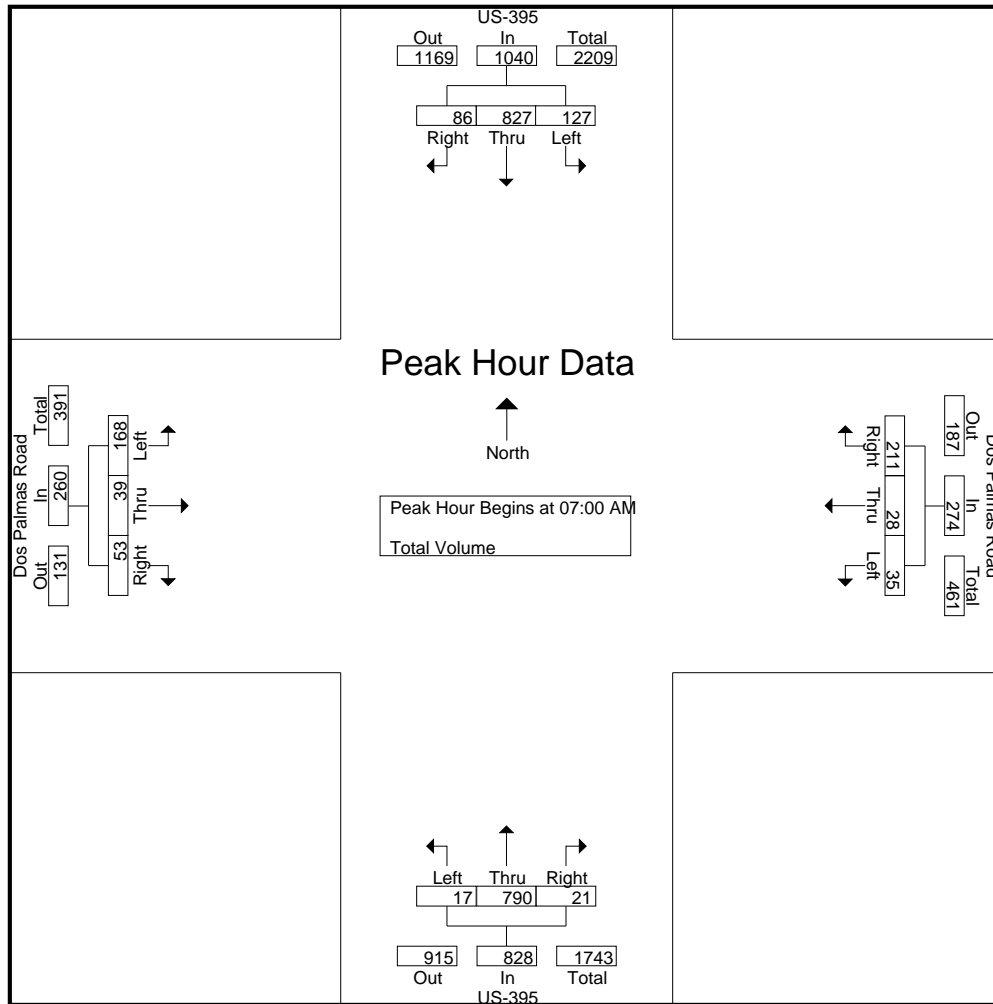 US-395
Out In Total
1169 1040 2209
86 827 127
Right Thru Left
Peak Hour Data
North
Peak Hour Begins at 07:00 AM
Total Volume
Dos Palmas Road
Total In Out
391 260 131
168 39 53
Left Thru Right
Right Thru Left
211 28 35
187 274 461
Out In Total
Dos Palmas Road
Left Thru Right
17 790 21
915 828 1743
Out In Total
US-395